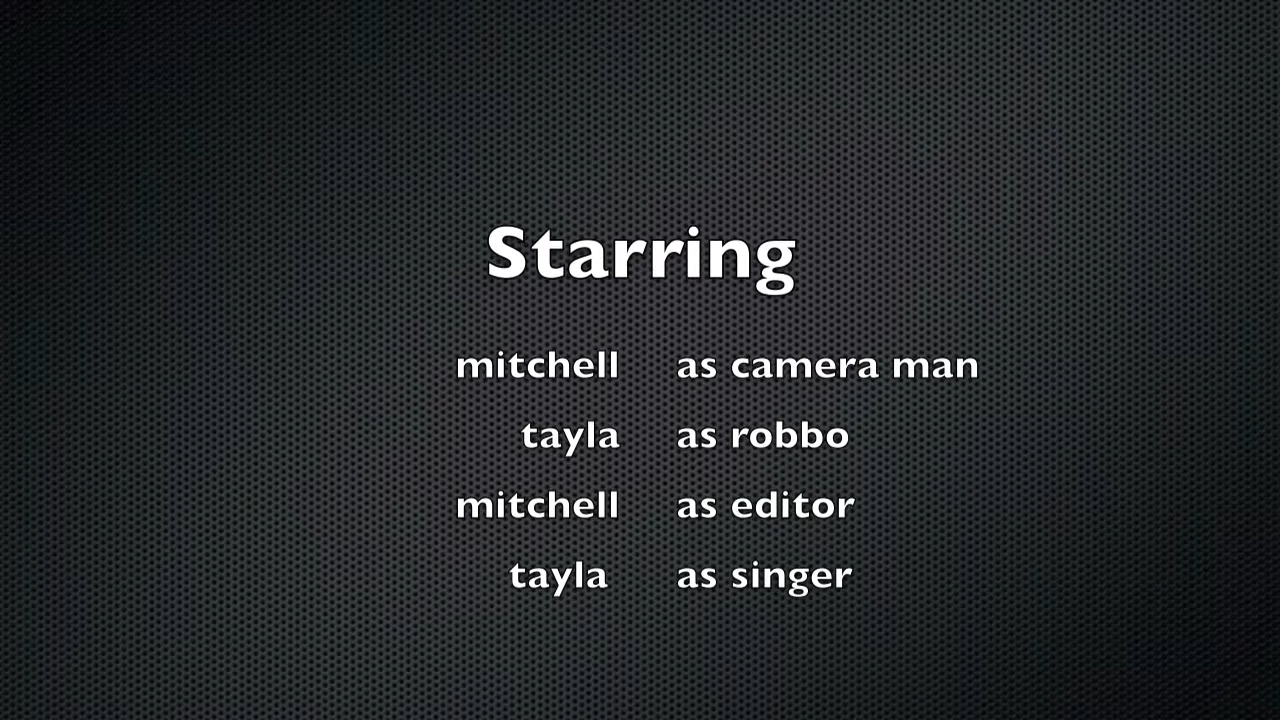 Starring
mitchell as camera man
tayla as robbo
mitchell as editor
tayla as singer